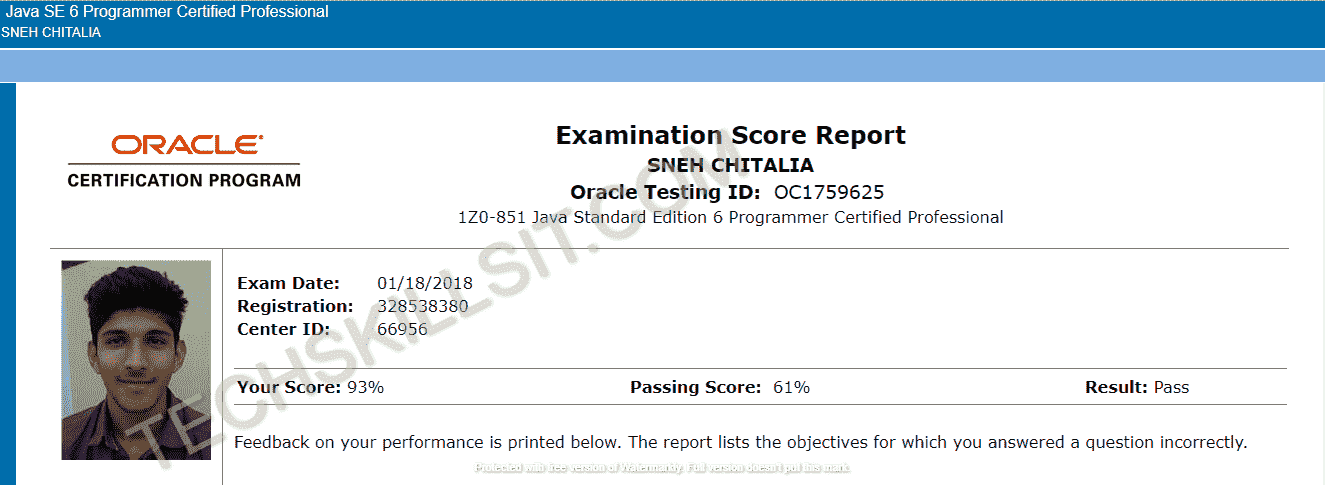 Java SE 6 Programmer Certified Professional
SNEH CHITALIA
ORACLE
CERTIFICATION PROGRAM
Examination Score Report
SNEH CHITALIA
Oracle Testing ID: OC1759625
1Z0-851 Java Standard Edition 6 Programmer Certified Professional
Exam Date: 01/18/2018
Registration: 328538380
Center ID: 66956
Your Score: 93% Passing Score: 61% Result: Pass
Feedback on your performance is printed below. The report lists the objectives for which you answered a question incorrectly.
TECHSKILLSIT.COM
Protected with free version of Watermarkly. Full version doesn't put this mark.